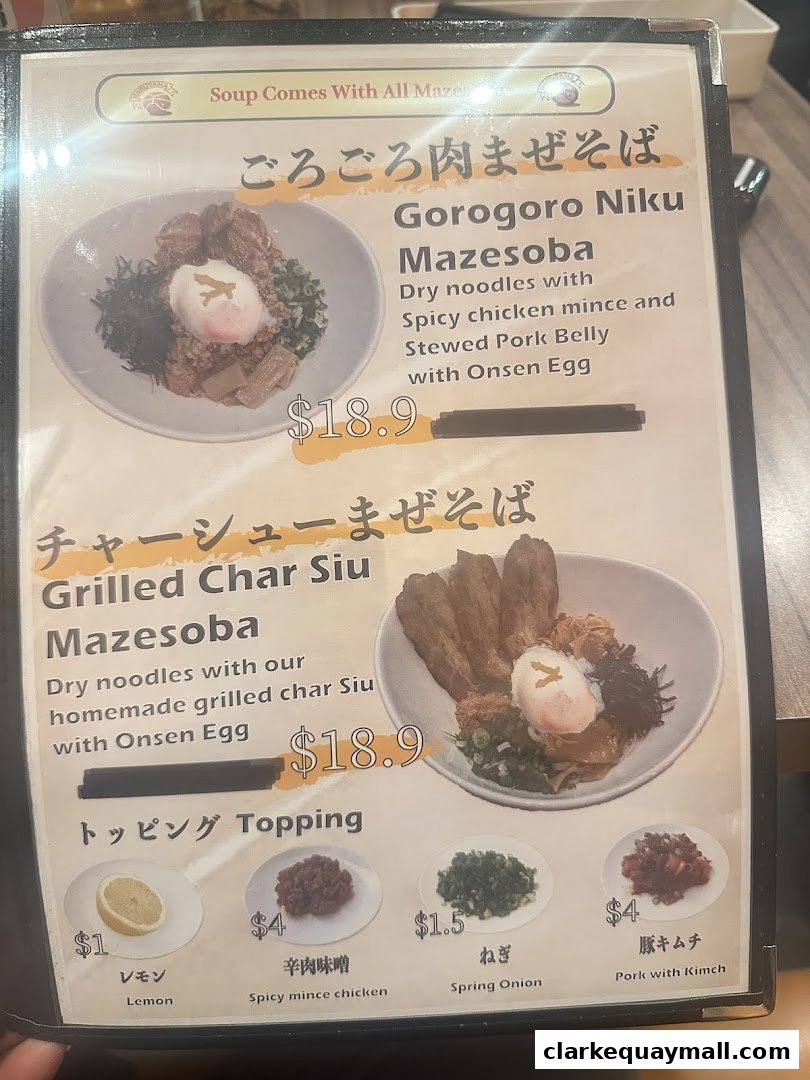 Soup Comes With All
ごろごろ肉まぜそば
Gorogoro Niku
Mazesoba
Dry noodles with
Spicy chicken mince and
Stewed Pork Belly
with Onsen Egg
$18.9
チャーシューまぜそば
Grilled Char Siu
Mazesoba
Dry noodles with our
homemade grilled char Siu
with Onsen Egg
$18.9
トッピング Topping
$1
レモン
Lemon
$4
辛肉味噌
Spicy mince chicken
$1.5
ねぎ
Spring Onion
$4
豚キムチ
Pork with Kimch
clarkequaymall.com